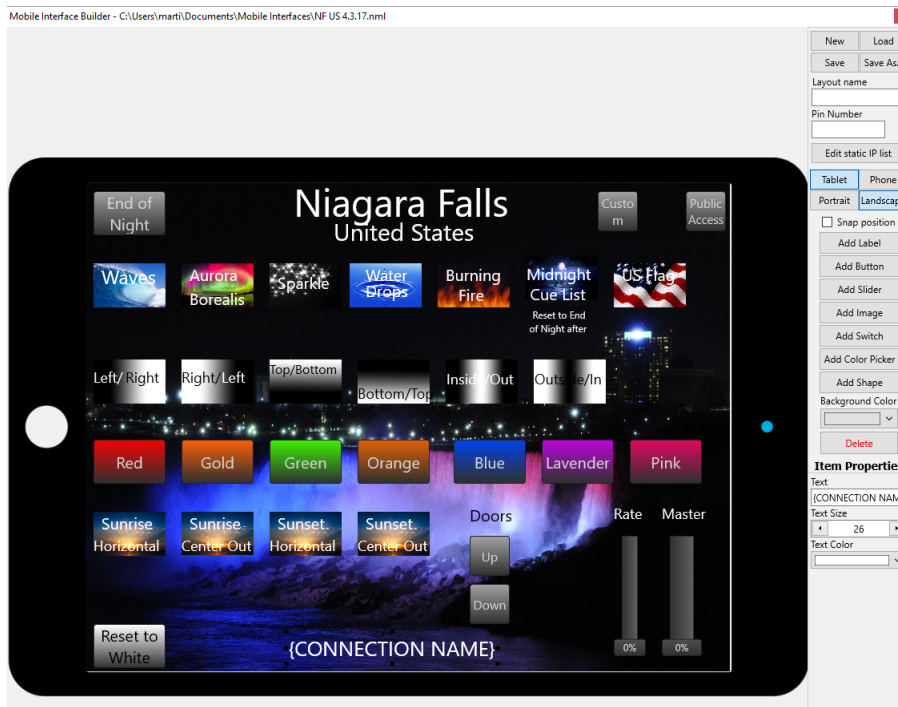 Mobile Interface Builder - C:\Users\marti\Documents\Mobile Interfaces\NF US 4.3.17.nml
New Load
Save Save As.
Layout name
Pin Number
Edit static IP list
Tablet Phone
Portrait Landscap
Snap position
Add Label
Add Button
Add Slider
Add Image
Add Switch
Add Color Picker
Add Shape
Background Color
Delete
Item Propertie
Text
{CONNECTION NAM
Text Size
26
Text Color
End of
Night
Niagara Falls
United States
Custo
m
Public
Access
Waves
Aurora
Borealis
Sparkle
Water
Drops
Burning
Fire
Midnight
Cue List
US Flag
Reset to End
of Night after
Left/Right
Right/Left
Top/Bottom
Bottom/Top
Inside/Out
Outside/In
Red Gold Green Orange Blue Lavender Pink
Sunrise
Horizontal
Sunrise.
Center Out
Sunset.
Horizontal
Sunset.
Center Out
Doors
Up
Down
Rate Master
0% 0%
Reset to
White
{CONNECTION NAME}